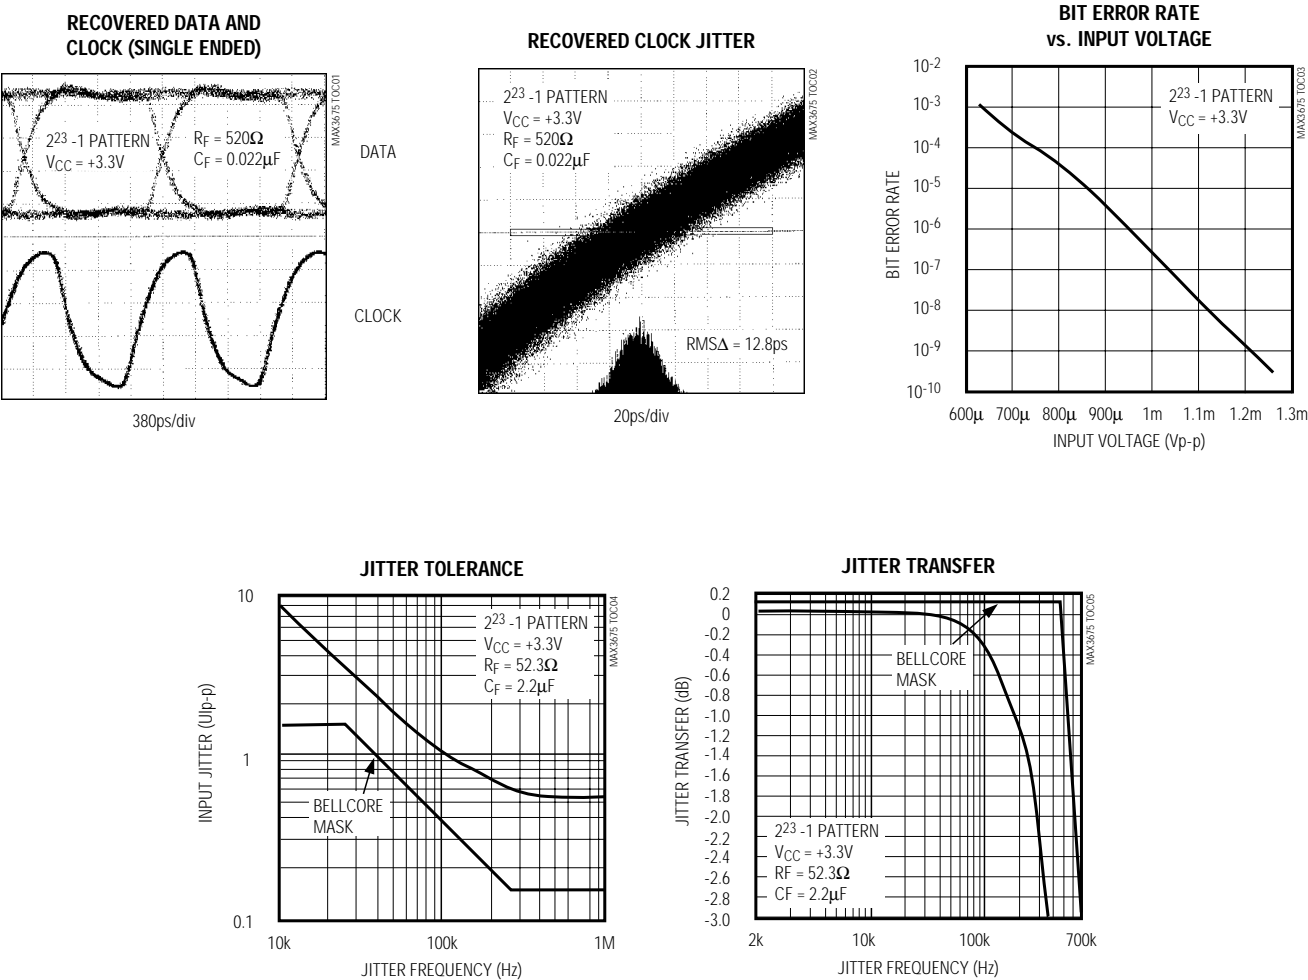 RECOVERED DATA AND
CLOCK (SINGLE ENDED)
MAX3675 TOC01
2²³ -1 PATTERN
V_CC = +3.3V
R_F = 520Ω
C_F = 0.022μF
DATA
CLOCK
380ps/div
RECOVERED CLOCK JITTER
MAX3675 TOC02
2²³ -1 PATTERN
V_CC = +3.3V
R_F = 520Ω
C_F = 0.022μF
RMSΔ = 12.8ps
20ps/div
BIT ERROR RATE
vs. INPUT VOLTAGE
MAX3675 TOC03
2²³ -1 PATTERN
V_CC = +3.3V
BIT ERROR RATE
10⁻²
10⁻³
10⁻⁴
10⁻⁵
10⁻⁶
10⁻⁷
10⁻⁸
10⁻⁹
10⁻¹⁰
600μ 700μ 800μ 900μ 1m 1.1m 1.2m 1.3m
INPUT VOLTAGE (Vp-p)
JITTER TOLERANCE
MAX3675 TOC04
2²³ -1 PATTERN
V_CC = +3.3V
R_F = 52.3Ω
C_F = 2.2μF
INPUT JITTER (UIp-p)
10
1
0.1
BELLCORE
MASK
10k 100k 1M
JITTER FREQUENCY (Hz)
JITTER TRANSFER
MAX3675 TOC05
JITTER TRANSFER (dB)
0.2
0
-0.2
-0.4
-0.6
-0.8
-1.0
-1.2
-1.4
-1.6
-1.8
-2.0
-2.2
-2.4
-2.6
-2.8
-3.0
BELLCORE
MASK
2²³ -1 PATTERN
V_CC = +3.3V
RF = 52.3Ω
CF = 2.2μF
2k 10k 100k 700k
JITTER FREQUENCY (Hz)